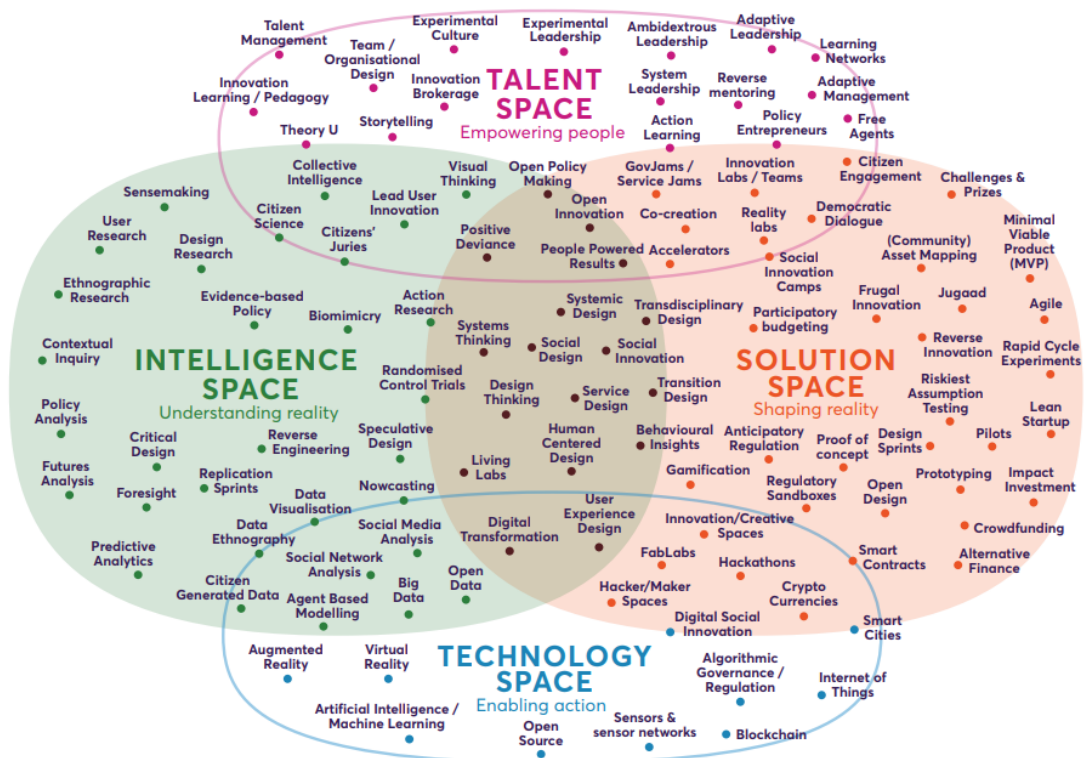 Talent
Management
Team /
Organisational
Design
Experimental
Culture
Experimental
Leadership
Ambidextrous
Leadership
Adaptive
Leadership
Learning
Networks
Innovation
Learning / Pedagogy
Innovation
Brokerage
TALENT
SPACE
Empowering people
System
Leadership
Reverse
mentoring
Adaptive
Management
Theory U
Storytelling
Action
Learning
Policy
Entrepreneurs
Free
Agents
Collective
Intelligence
Visual
Thinking
Open Policy
Making
GovJams /
Service Jams
Innovation
Labs / Teams
Citizen
Engagement
Challenges &
Prizes
Sensemaking
Lead User
Innovation
Open
Innovation
Co-creation
Reality
labs
Democratic
Dialogue
User
Research
Design
Research
Citizen
Science
Citizens'
Juries
Positive
Deviance
People Powered
Results
Accelerators
Social
Innovation
Camps
(Community)
Asset Mapping
Minimal
Viable
Product
(MVP)
Ethnographic
Research
Evidence-based
Policy
Biomimicry
Action
Research
Systemic
Design
Transdisciplinary
Design
Participatory
budgeting
Frugal
Innovation
Jugaad
Agile
Contextual
Inquiry
INTELLIGENCE
SPACE
Understanding reality
Systems
Thinking
Social
Design
Social
Innovation
SOLUTION
SPACE
Shaping reality
Reverse
Innovation
Rapid Cycle
Experiments
Randomised
Control Trials
Design
Thinking
Service
Design
Transition
Design
Riskiest
Assumption
Testing
Lean
Startup
Policy
Analysis
Critical
Design
Reverse
Engineering
Speculative
Design
Human
Centered
Design
Behavioural
Insights
Anticipatory
Regulation
Proof of
concept
Design
Sprints
Pilots
Futures
Analysis
Foresight
Replication
Sprints
Data
Visualisation
Nowcasting
Living
Labs
Gamification
Regulatory
Sandboxes
Open
Design
Prototyping
Impact
Investment
Data
Ethnography
Social Media
Analysis
Digital
Transformation
User
Experience
Design
Innovation/Creative
Spaces
Crowdfunding
Predictive
Analytics
Social Network
Analysis
FabLabs
Hackathons
Smart
Contracts
Alternative
Finance
Citizen
Generated Data
Agent Based
Modelling
Big
Data
Open
Data
Hacker/Maker
Spaces
Crypto
Currencies
Digital Social
Innovation
Smart
Cities
Augmented
Reality
Virtual
Reality
TECHNOLOGY
SPACE
Enabling action
Algorithmic
Governance /
Regulation
Internet of
Things
Artificial Intelligence /
Machine Learning
Open
Source
Sensors &
sensor networks
Blockchain